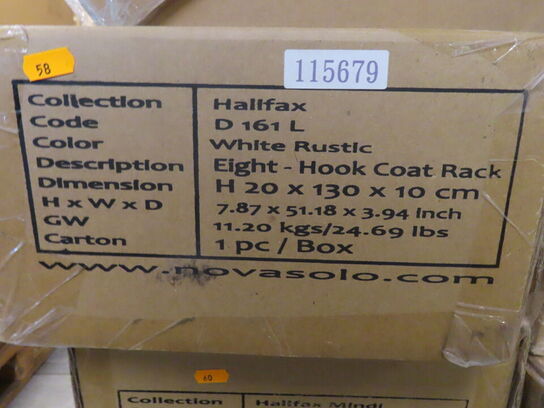 58
115679
Collection Halifax
Code D 161 L
Color White Rustic
Description Eight - Hook Coat Rack
Dimension H 20 x 130 x 10 cm
H x W x D 7.87 x 51.18 x 3.94 inch
GW 11.20 kgs/24.69 lbs
Carton 1 pc / Box
www.novasolo.com
60
Collection Halifax Mindi